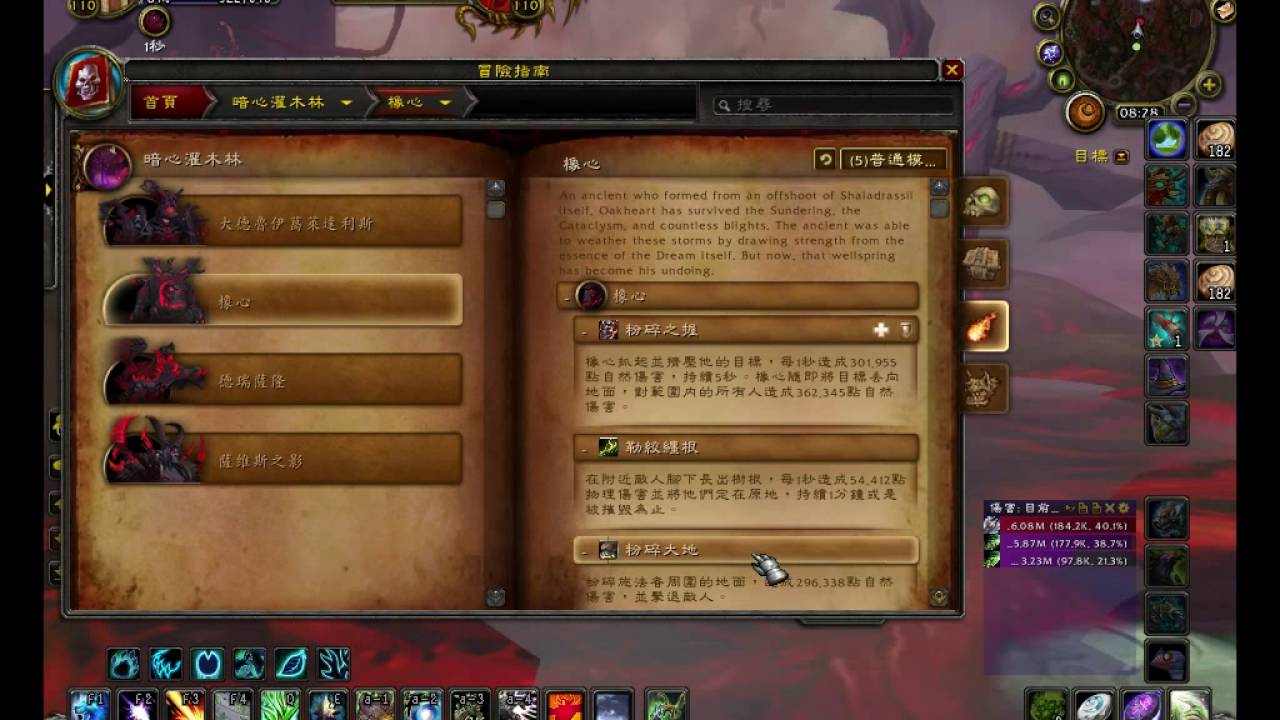 110
110
1秒
冒險指南
首頁
暗心灌木林
橡心
搜尋
08:28
目標
暗心灌木林
橡心
(5)普通模...
大德魯伊葛萊達利斯
橡心
德瑞薩隆
薩維斯之影
An ancient who formed from an offshoot of Shaladrassil
itself, Oakheart has survived the Sundering, the
Cataclysm, and countless blights. The ancient was able
to weather these storms by drawing strength from the
essence of the Dream itself. But now, that wellspring
has become his undoing.
橡心
粉碎之握
橡心抓起並擠壓他的目標，每1秒造成301,955
點自然傷害，持續5秒。橡心隨即將目標丟向
地面，對範圍內的所有人造成362,345點自然
傷害。
勒絞纏根
在附近敵人腳下長出樹根，每1秒造成54,412點
物理傷害並將他們定在原地，持續1分鐘或是
被摧毀為止。
粉碎大地
粉碎施法者周圍的地面，成296,338點自然
傷害，並擊退敵人。
182
1
182
1
傷害: 目前...
...6.08M (184.2K, 40.1%)
...5.87M (177.9K, 38.7%)
... 3.23M (97.8K, 21.3%)
F1 F2 F3 F4 Q E a-1 a-2 a-3 a-4